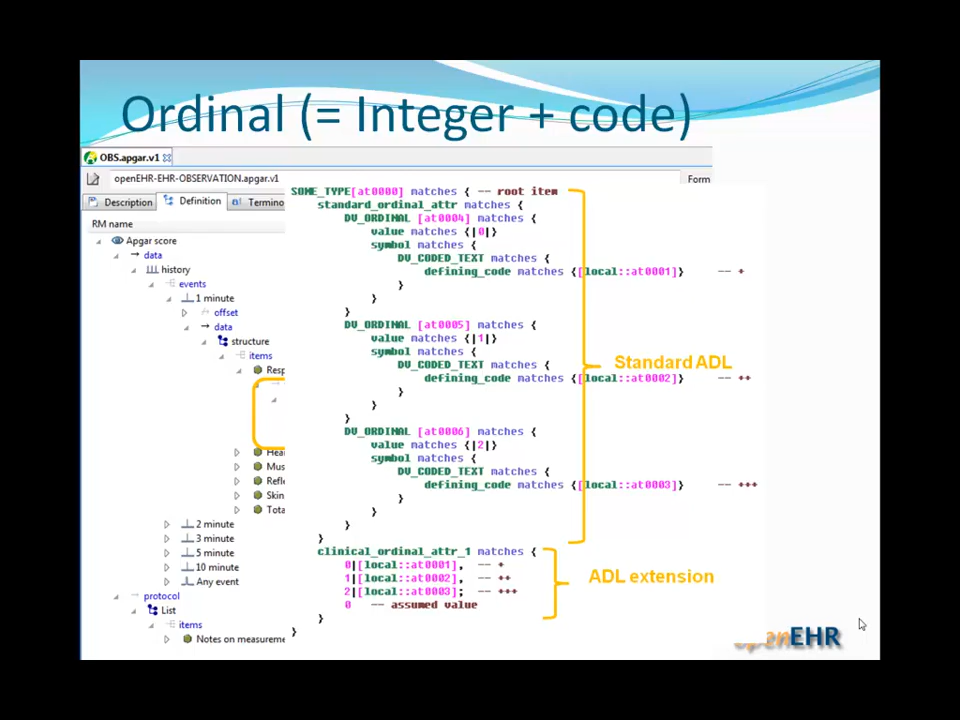 Ordinal (= Integer + code)
OBS.apgar.v1
openEHR-EHR-OBSERVATION.apgar.v1
Form
Description
Definition
Termino
RM name
Apgar score
data
history
events
1 minute
offset
data
structure
items
Resp
Hear
Mus
Refle
Skin
Tota
2 minute
3 minute
5 minute
10 minute
Any event
protocol
List
items
Notes on measureme
SOME_TYPE[at0000] matches { -- root item
standard_ordinal_attr matches {
DV_ORDINAL [at0004] matches {
value matches {|0|}
symbol matches {
DV_CODED_TEXT matches {
defining_code matches {[local::at0001]} -- +
}
}
}
DV_ORDINAL [at0005] matches {
value matches {|1|}
symbol matches {
DV_CODED_TEXT matches {
defining_code matches {[local::at0002]} -- ++
}
}
}
DV_ORDINAL [at0006] matches {
value matches {|2|}
symbol matches {
DV_CODED_TEXT matches {
defining_code matches {[local::at0003]} -- +++
}
}
}
}
clinical_ordinal_attr_1 matches {
0|[local::at0001], -- +
1|[local::at0002], -- ++
2|[local::at0003]; -- +++
0 -- assumed value
}
}
Standard ADL
ADL extension
openEHR